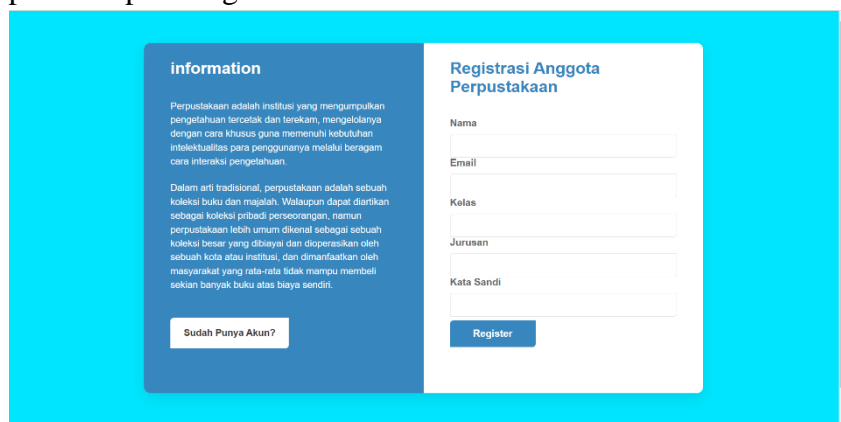 information
Perpustakaan adalah institusi yang mengumpulkan
pengetahuan tercetak dan terekam, mengelolanya
dengan cara khusus guna memenuhi kebutuhan
intelektualitas para penggunanya melalui beragam
cara interaksi pengetahuan.
Dalam arti tradisional, perpustakaan adalah sebuah
koleksi buku dan majalah. Walaupun dapat diartikan
sebagai koleksi pribadi perseorangan, namun
perpustakaan lebih umum dikenal sebagai sebuah
koleksi besar yang dibiayai dan dioperasikan oleh
sebuah kota atau institusi, dan dimanfaatkan oleh
masyarakat yang rata-rata tidak mampu membeli
sekian banyak buku atas biaya sendiri.
Sudah Punya Akun?
Registrasi Anggota
Perpustakaan
Nama
Email
Kelas
Jurusan
Kata Sandi
Register